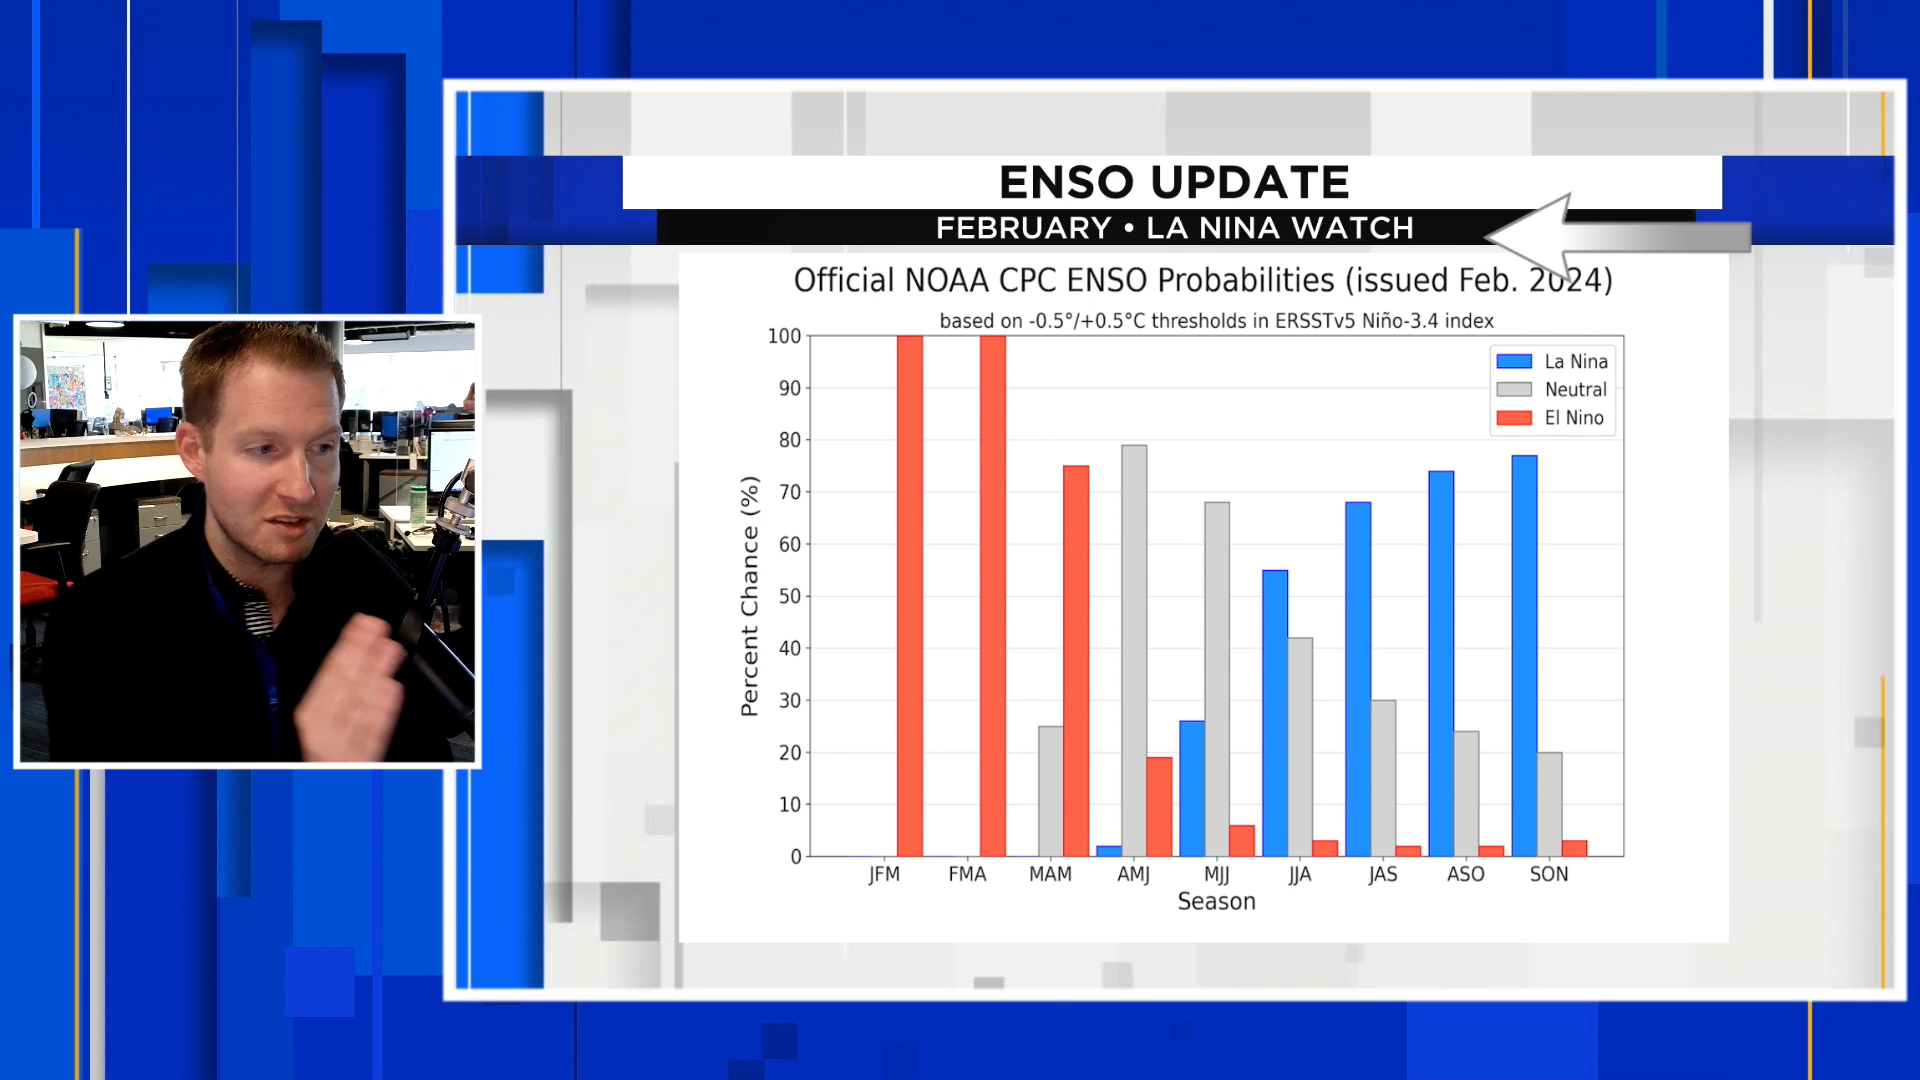 ENSO UPDATE
FEBRUARY • LA NINA WATCH
Official NOAA CPC ENSO Probabilities (issued Feb. 2024)
based on -0.5°/+0.5°C thresholds in ERSSTv5 Niño-3.4 index
La Nina
Neutral
El Nino
Percent Chance (%)
100
90
80
70
60
50
40
30
20
10
0
JFM FMA MAM AMJ MJJ JJA JAS ASO SON
Season